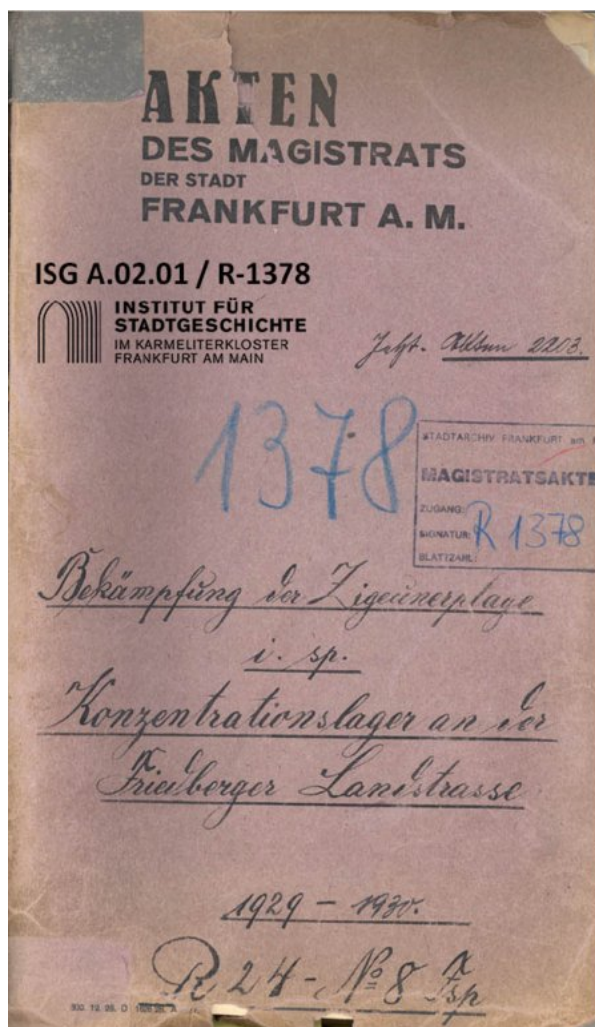 AKTEN
DES MAGISTRATS
DER STADT
FRANKFURT A. M.
ISG A.02.01 / R-1378
INSTITUT FÜR
STADTGESCHICHTE
IM KARMELITERKLOSTER
FRANKFURT AM MAIN
Jetzt. Akten 2203.
1378
STADTARCHIV FRANKFURT am
MAGISTRATSAKTE
ZUGANG:
SIGNATUR: R 1378
BLATTZAHL:
Bekämpfung der Zigeunerplage
i. sp.
Konzentrationslager an der
Friedberger Landstrasse
1929 – 1930.
R 24 - No 8